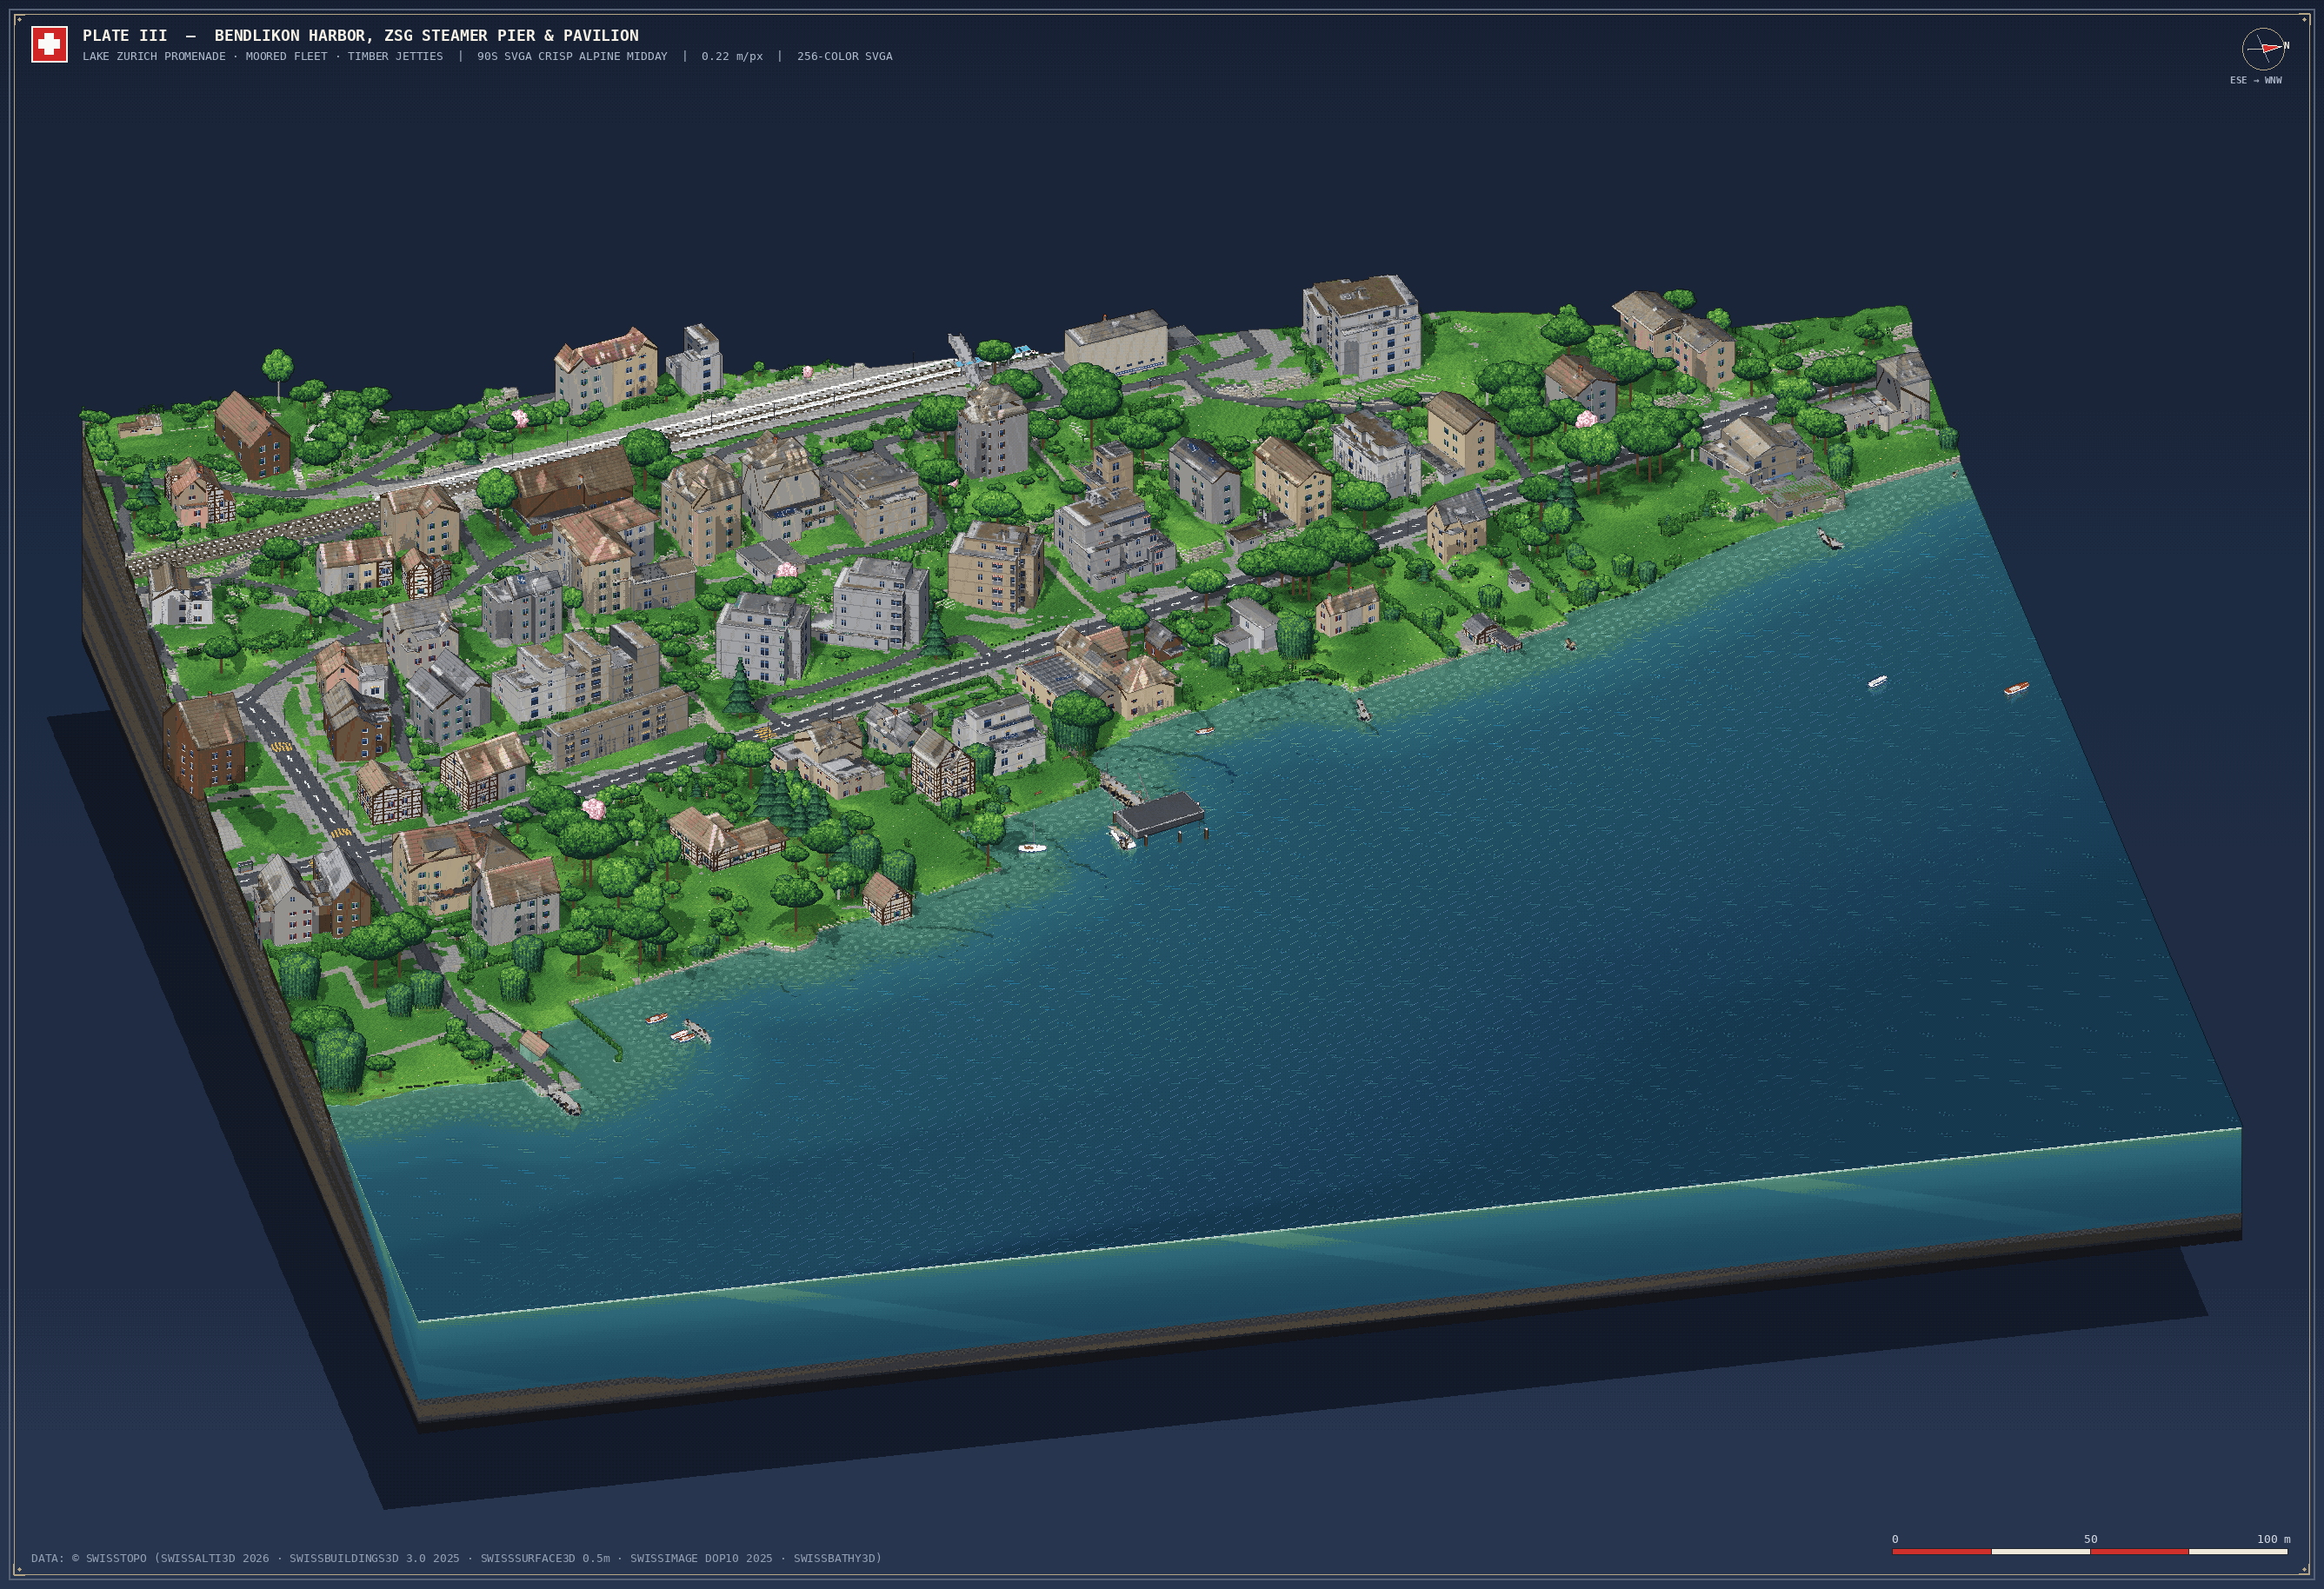 PLATE III — BENDLIKON HARBOR, ZSG STEAMER PIER & PAVILION
LAKE ZURICH PROMENADE · MOORED FLEET · TIMBER JETTIES | 90S SVGA CRISP ALPINE MIDDAY | 0.22 m/px | 256-COLOR SVGA
N
ESE → WNW
0 50 100 m
DATA: © SWISSTOPO (SWISSALTI3D 2026 · SWISSBUILDINGS3D 3.0 2025 · SWISSSURFACE3D 0.5m · SWISSIMAGE DOP10 2025 · SWISSBATHY3D)